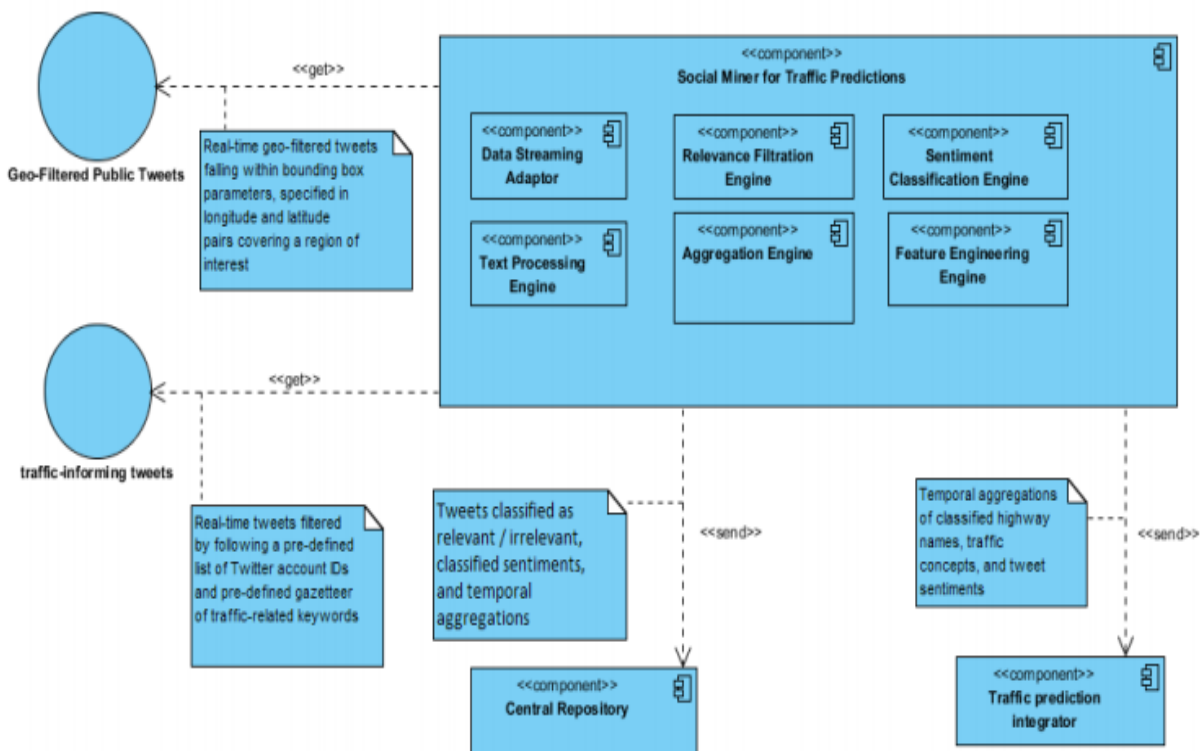 <<component>>
Social Miner for Traffic Predictions
<<get>>
Geo-Filtered Public Tweets
Real-time geo-filtered tweets
falling within bounding box
parameters, specified in
longitude and latitude
pairs covering a region of
interest
<<component>>
Data Streaming
Adaptor
<<component>>
Relevance Filtration
Engine
<<component>>
Sentiment
Classification Engine
<<component>>
Text Processing
Engine
<<component>>
Aggregation Engine
<<component>>
Feature Engineering
Engine
<<get>>
traffic-informing tweets
Real-time tweets filtered
by following a pre-defined
list of Twitter account IDs
and pre-defined gazetteer
of traffic-related keywords
Tweets classified as
relevant / irrelevant,
classified sentiments,
and temporal
aggregations
<<send>>
Temporal aggregations
of classified highway
names, traffic
concepts, and tweet
sentiments
<<send>>
<<component>>
Central Repository
<<component>>
Traffic prediction
integrator